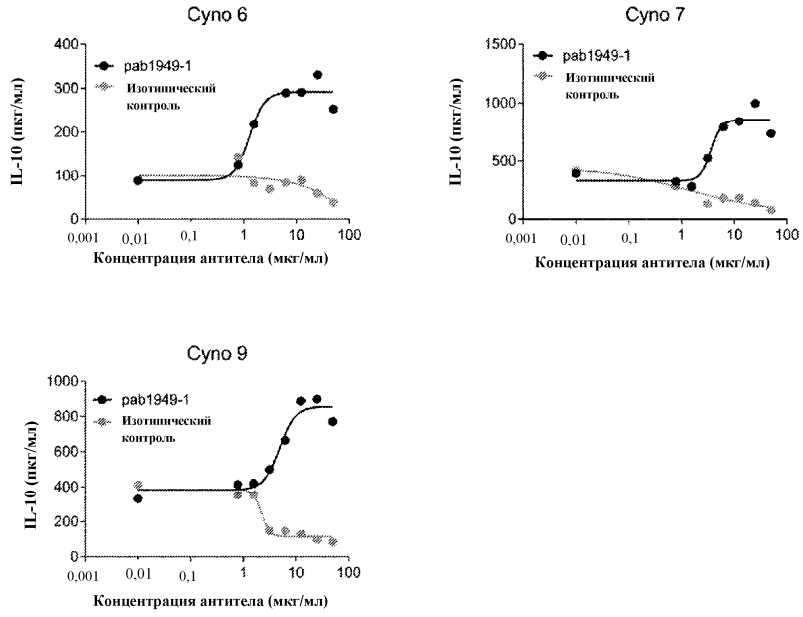 Cyno 6
400
300
200
100
0
IL-10 (пкг/мл)
pab1949-1
Изотипический
контроль
0,001 0,01 0,1 1 10 100
Концентрация антитела (мкг/мл)
Cyno 7
1500
1000
500
0
IL-10 (пкг/мл)
pab1949-1
Изотипический
контроль
0.001 0.01 0,1 1 10 100
Концентрация антитела (мкг/мл)
Cyno 9
1000
800
600
400
200
0
IL-10 (пкг/мл)
pab1949-1
Изотипический
контроль
0,001 0,01 0,1 1 10 100
Концентрация антитела (мкг/мл)